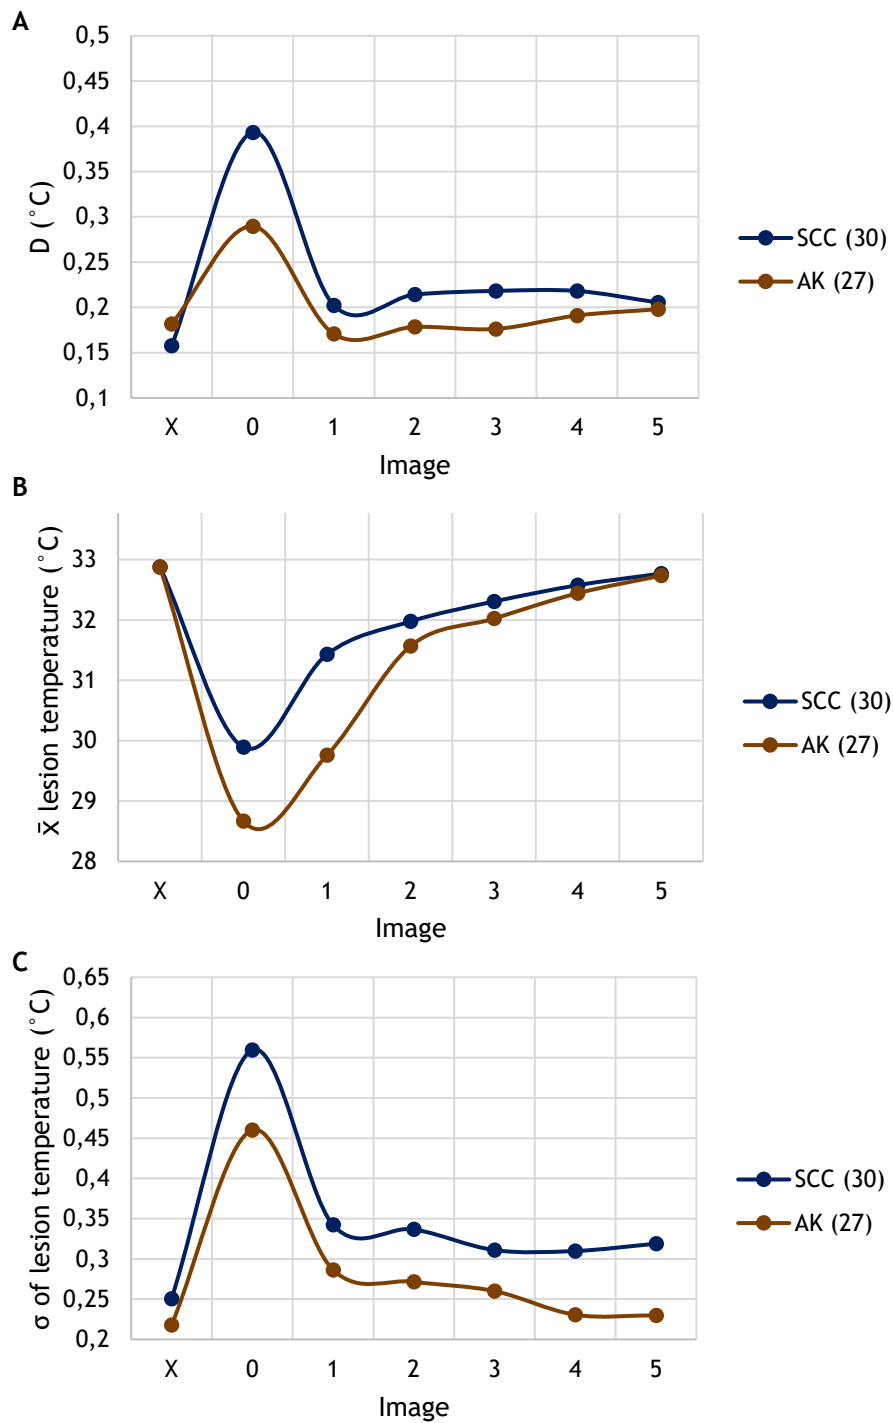 A
0,5
0,45
0,4
0,35
0,3
0,25
0,2
0,15
0,1
D (˚C)
X 0 1 2 3 4 5
Image
SCC (30)
AK (27)
B
33
32
31
30
29
28
x̄ lesion temperature (˚C)
X 0 1 2 3 4 5
Image
SCC (30)
AK (27)
C
0,65
0,6
0,55
0,5
0,45
0,4
0,35
0,3
0,25
0,2
σ of lesion temperature (˚C)
X 0 1 2 3 4 5
Image
SCC (30)
AK (27)